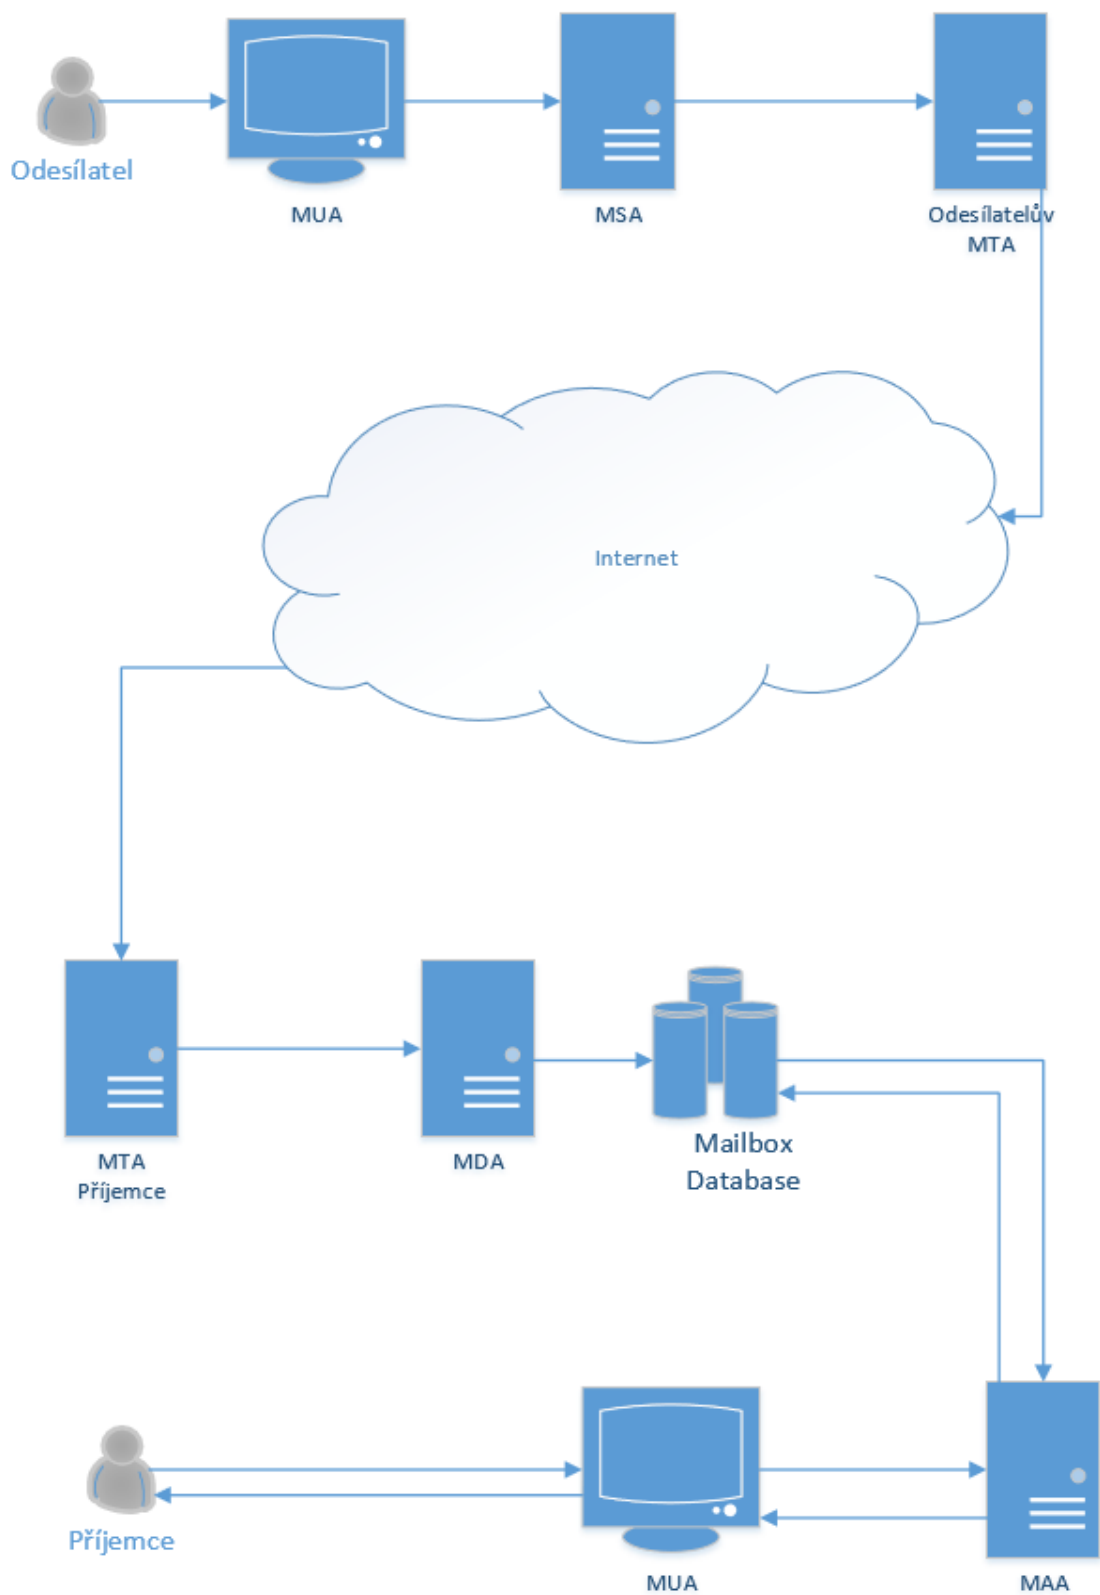 Odesílatel
MUA
MSA
Odesílatelův
MTA
Internet
MTA
Příjemce
MDA
Mailbox
Database
Příjemce
MUA
MAA